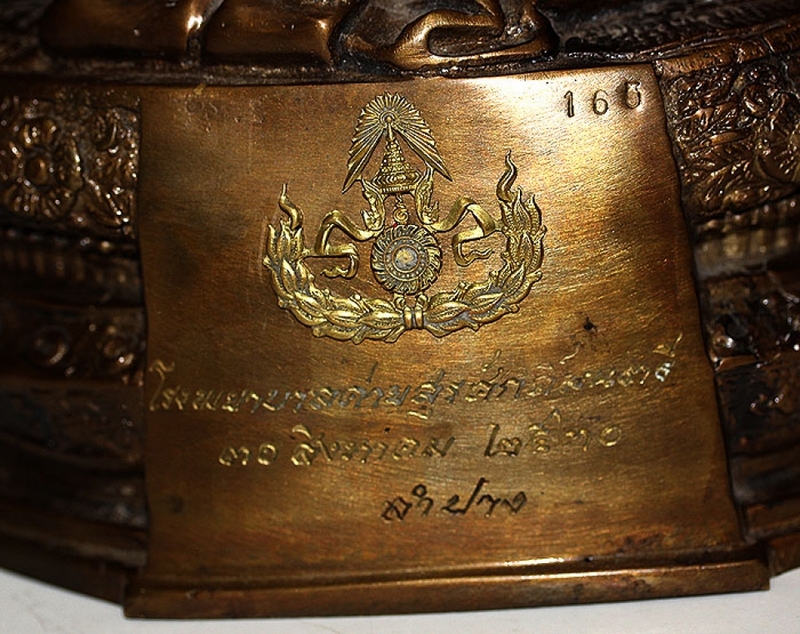 165
โรงพยาบาลค่ายสุรศักดิ์มนตรี
๓๐ สิงหาคม
ลำปาง